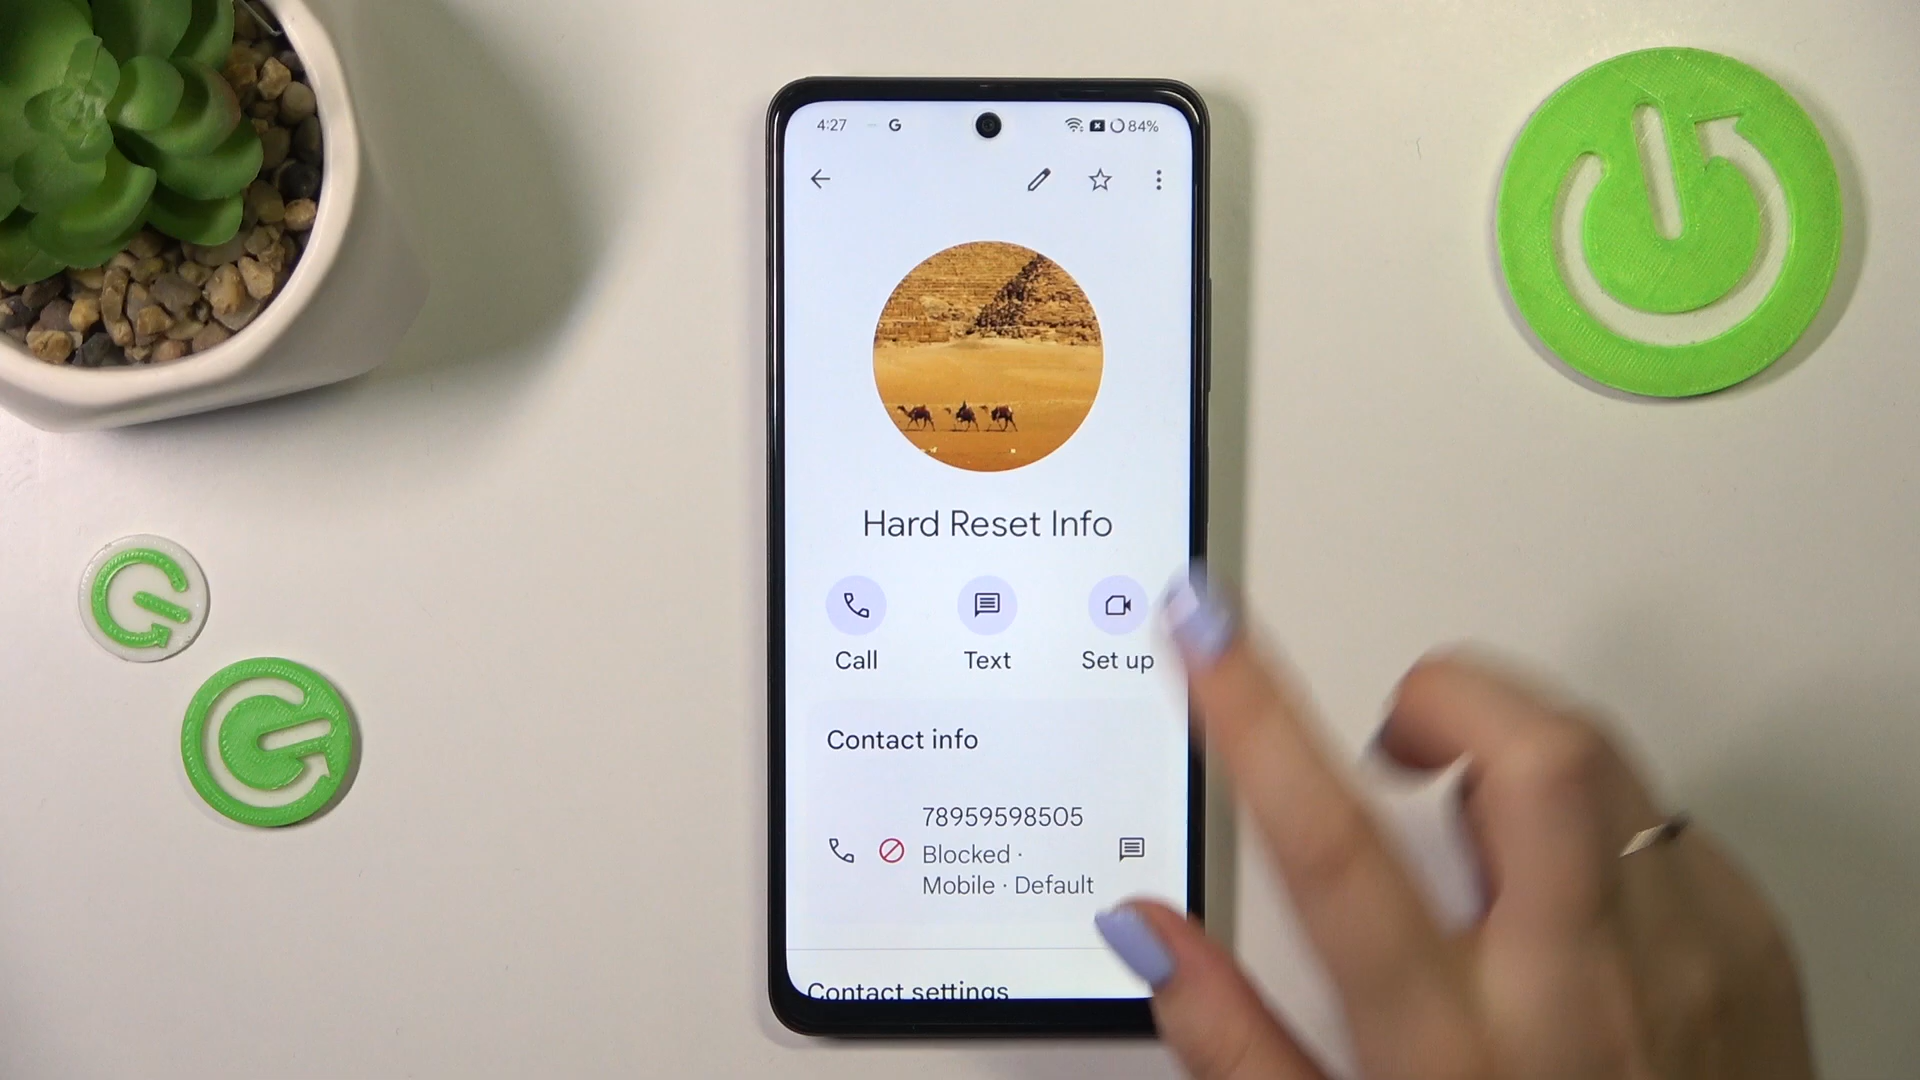 4:27 G 84%
Hard Reset Info
Call Text Set up
Contact info
78959598505
Blocked ·
Mobile · Default
Contact settings